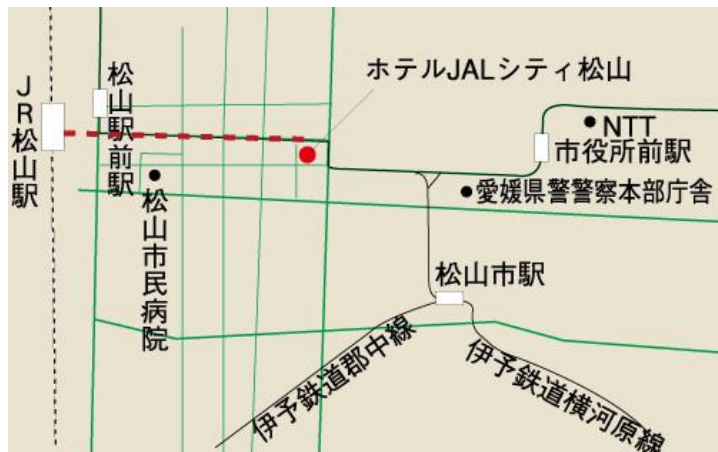 ホテルJALシティ松山
JR松山駅
松山駅前駅
NTT
市役所前駅
愛媛県警警察本部庁舎
松山市民病院
松山市駅
伊予鉄道郡中線
伊予鉄道横河原線